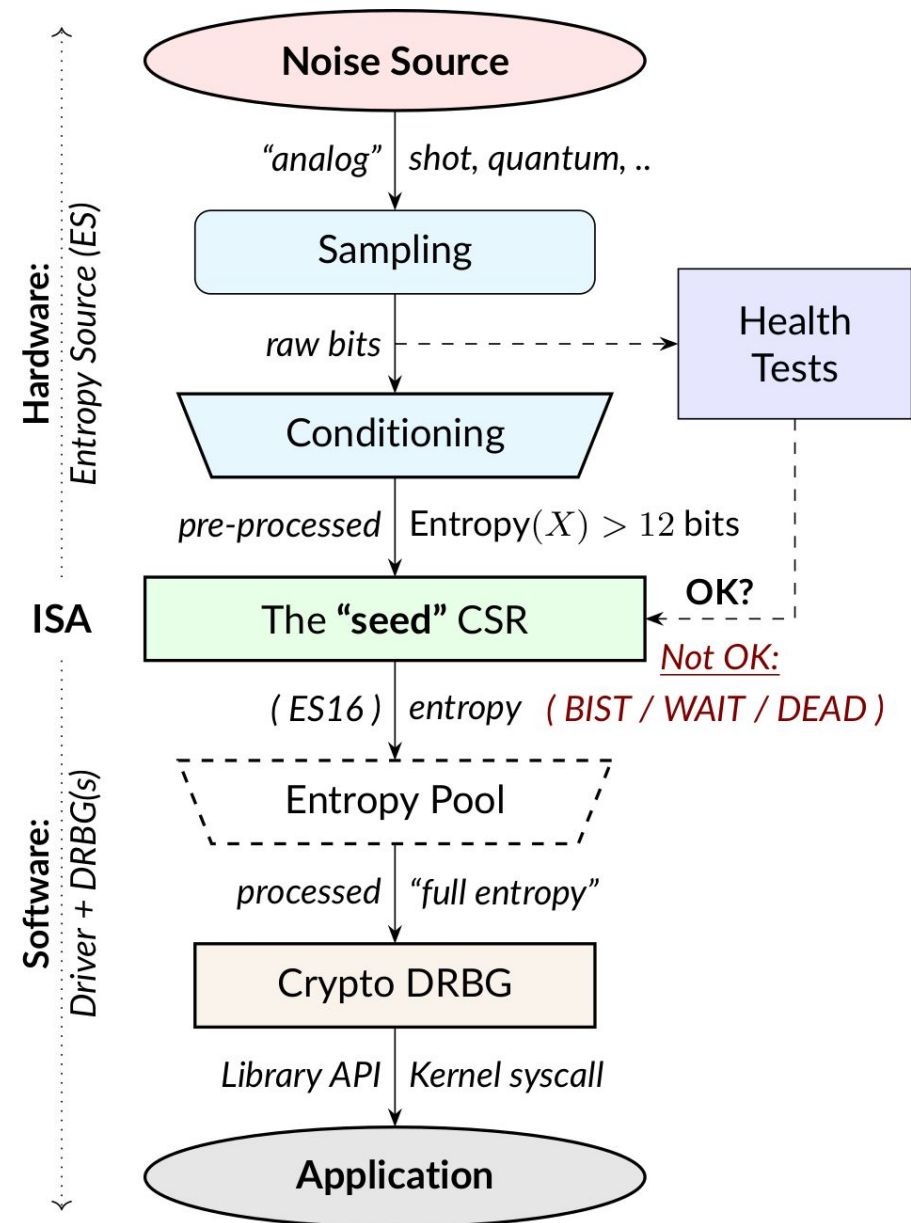 Noise Source
“analog” shot, quantum, ..
Sampling
Hardware:
Entropy Source (ES)
raw bits
Health
Tests
Conditioning
pre-processed Entropy(X) > 12 bits
ISA
The “seed” CSR
OK?
Not OK:
( ES16 ) entropy ( BIST / WAIT / DEAD )
Software:
Driver + DRBG(s)
Entropy Pool
processed “full entropy”
Crypto DRBG
Library API Kernel syscall
Application